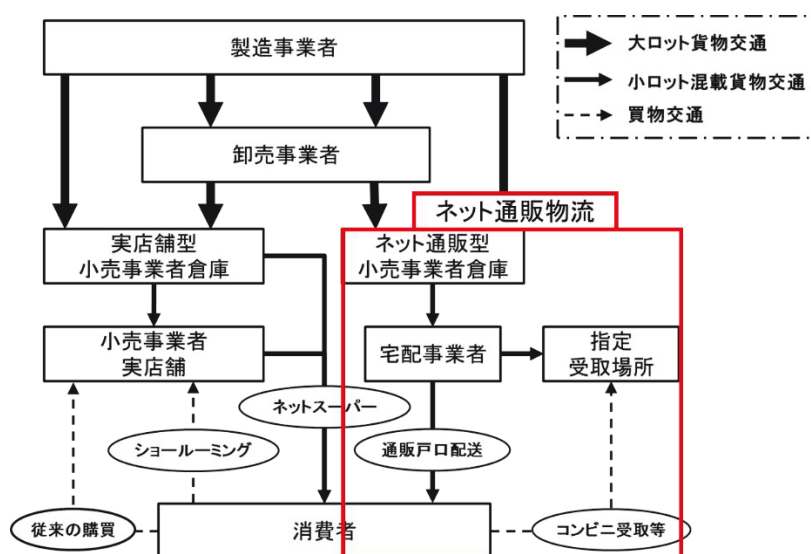 製造事業者
大ロット貨物交通
小ロット混載貨物交通
買物交通
卸売事業者
ネット通販物流
実店舗型
小売事業者倉庫
ネット通販型
小売事業者倉庫
小売事業者
実店舗
宅配事業者
指定
受取場所
ネットスーパー
ショールーミング
通販戸口配送
従来の購買
消費者
コンビニ受取等